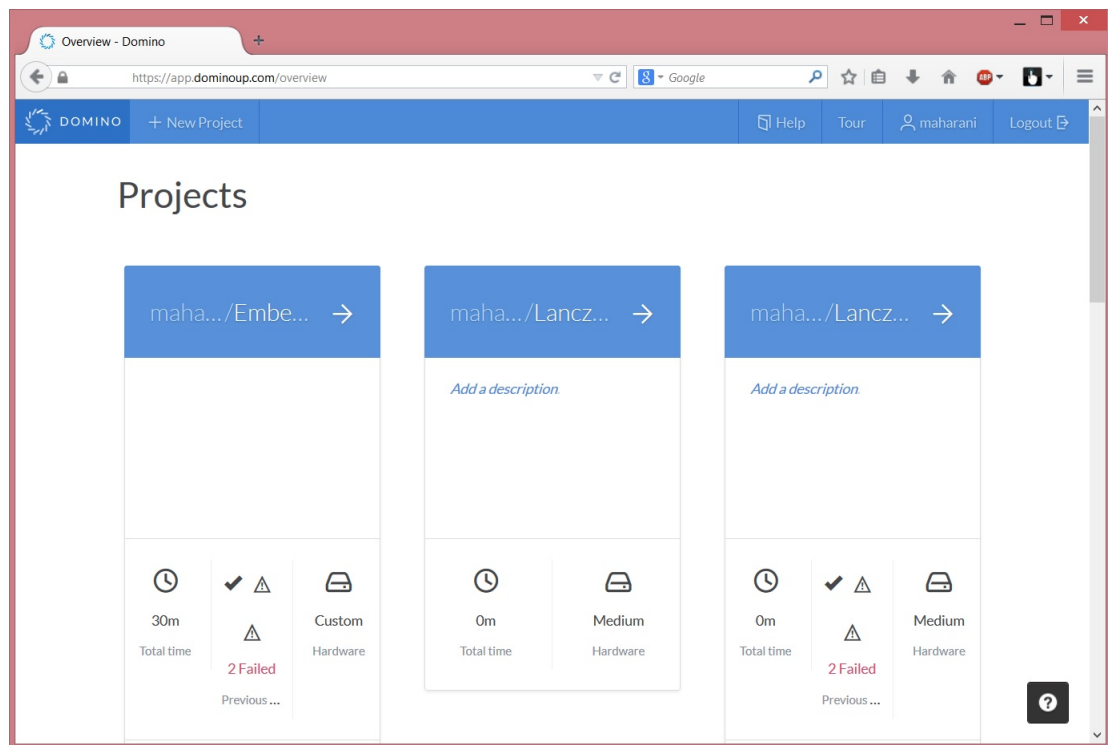 Overview - Domino
https://app.dominoup.com/overview
8 Google
ABP
DOMINO + New Project Help Tour maharani Logout
Projects
maha.../Embe... maha.../Lancz... maha.../Lancz...
Add a description. Add a description.
30m Custom 0m Medium 0m Medium
Total time Hardware Total time Hardware Total time Hardware
2 Failed 2 Failed
Previous ... Previous ...